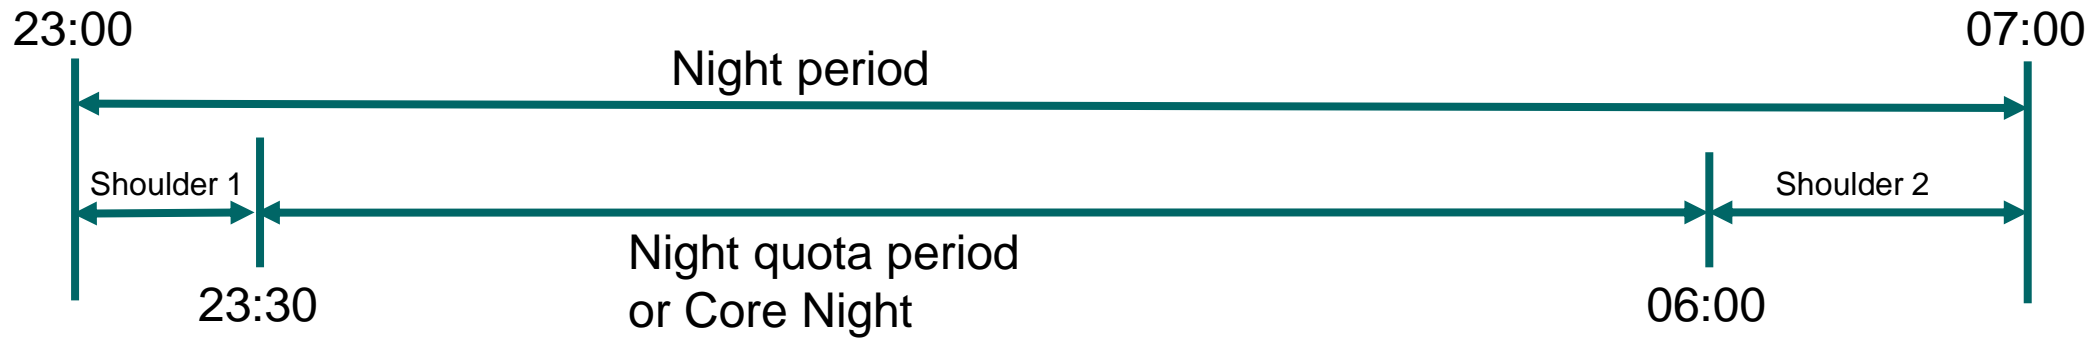 23:00
07:00
Night period
Shoulder 1
Shoulder 2
Night quota period
or Core Night
23:30
06:00